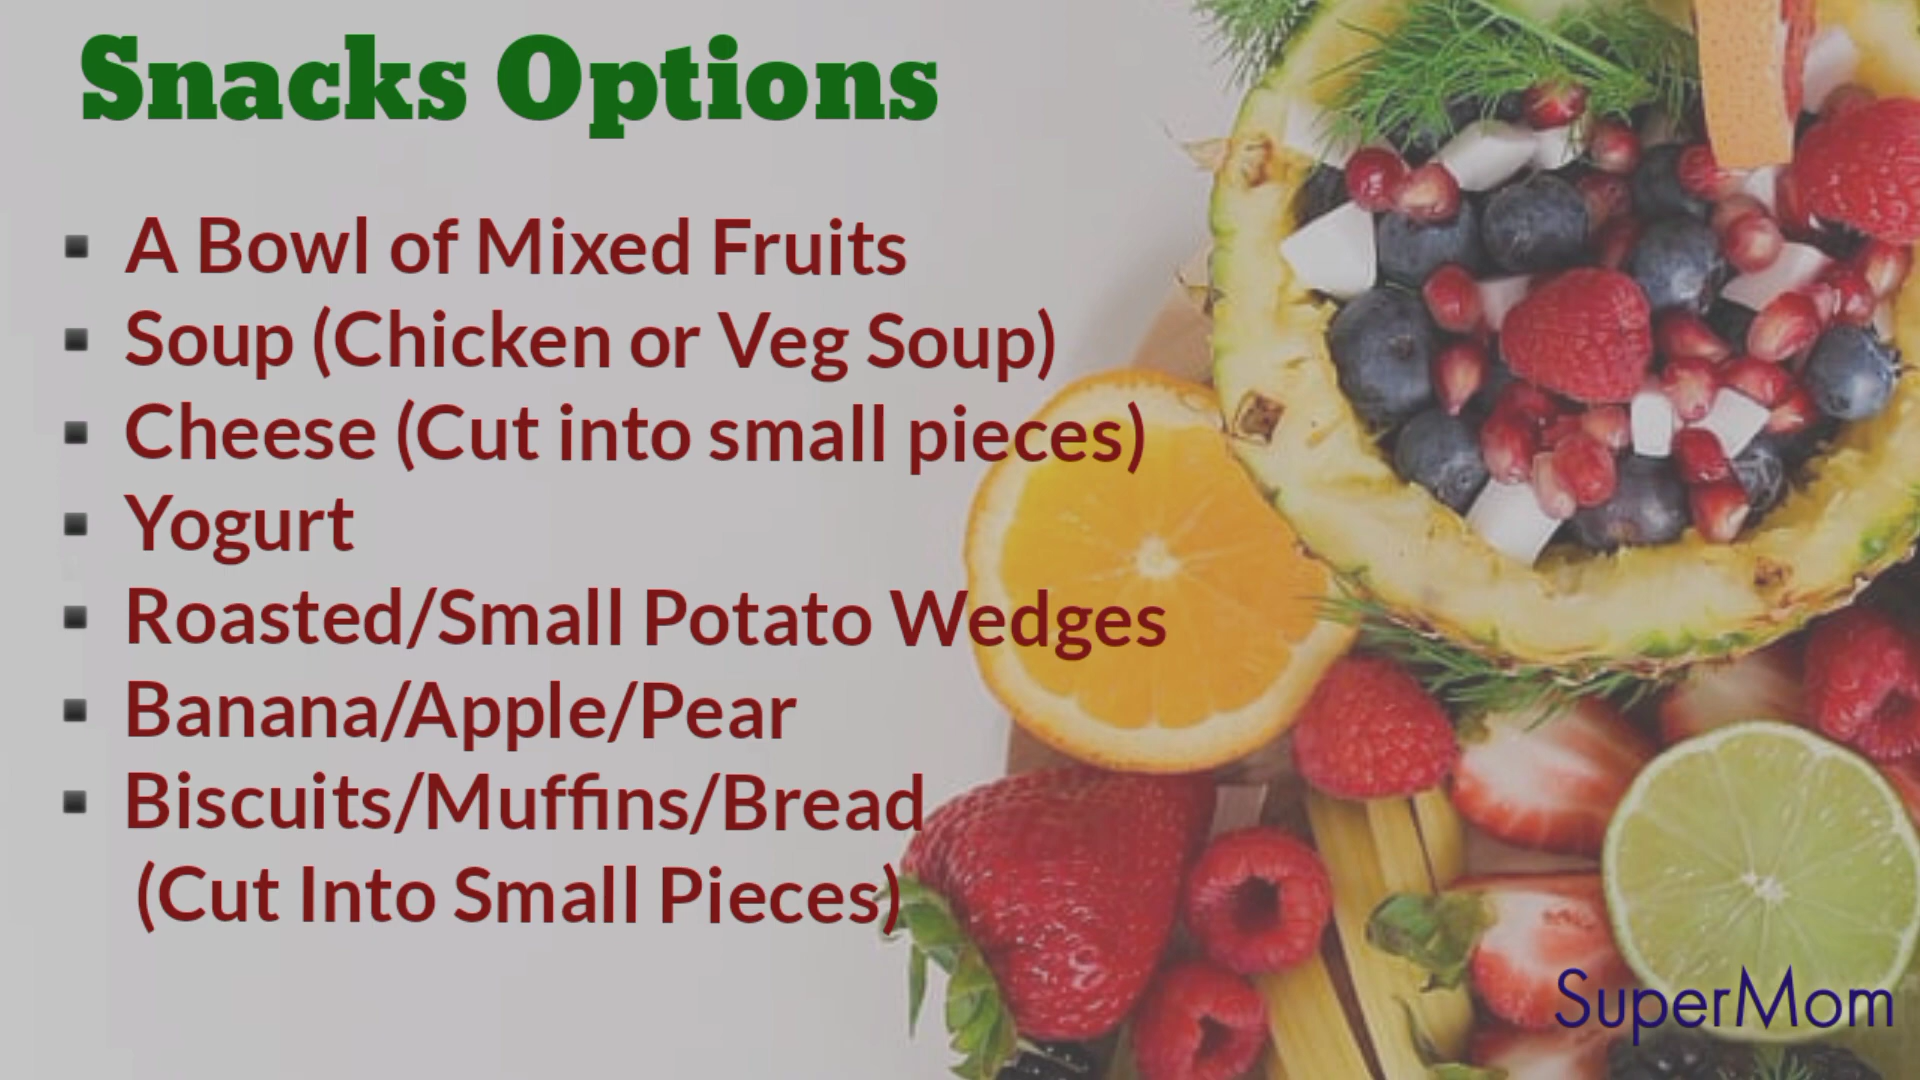 Snacks Options
▪ A Bowl of Mixed Fruits
▪ Soup (Chicken or Veg Soup)
▪ Cheese (Cut into small pieces)
▪ Yogurt
▪ Roasted/Small Potato Wedges
▪ Banana/Apple/Pear
▪ Biscuits/Muffins/Bread
(Cut Into Small Pieces)
SuperMom